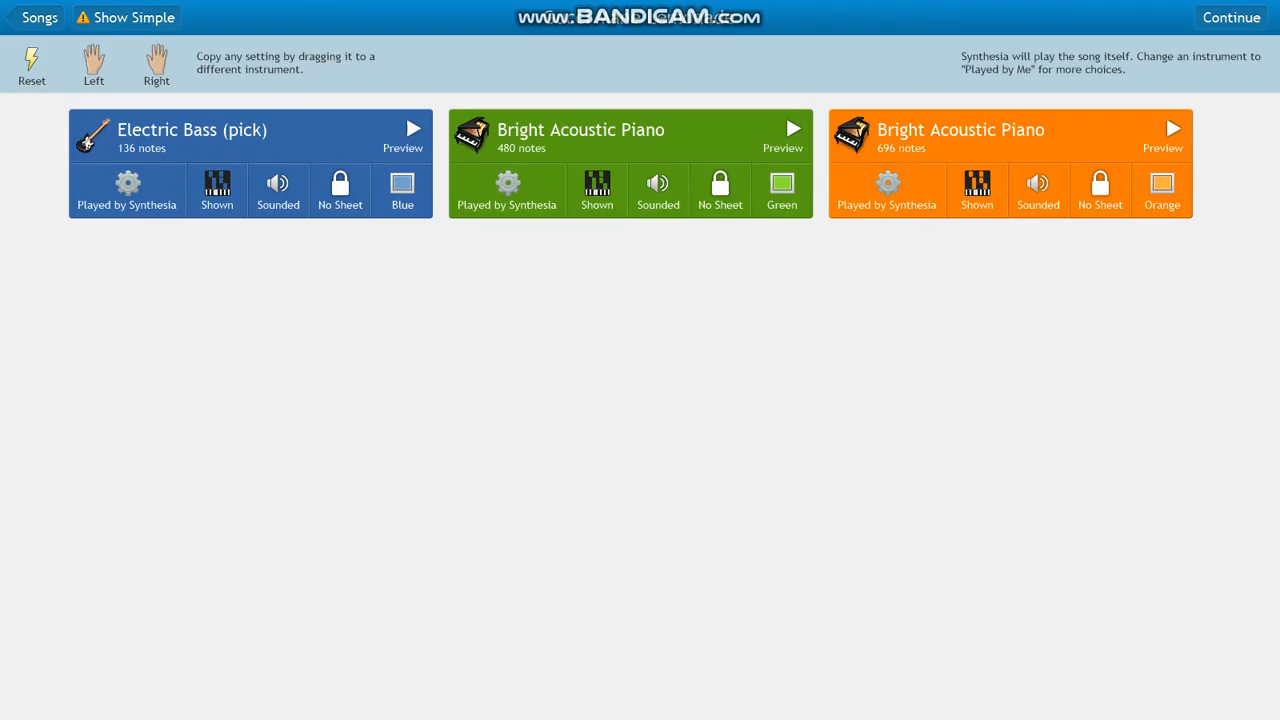 Songs
Show Simple
www.BANDICAM.COM
Continue
Reset
Left
Right
Copy any setting by dragging it to a
different instrument.
Synthesia will play the song itself. Change an instrument to
"Played by Me" for more choices.
Electric Bass (pick)
136 notes
Preview
Played by Synthesia
Shown
Sounded
No Sheet
Blue
Bright Acoustic Piano
480 notes
Preview
Played by Synthesia
Shown
Sounded
No Sheet
Green
Bright Acoustic Piano
696 notes
Preview
Played by Synthesia
Shown
Sounded
No Sheet
Orange